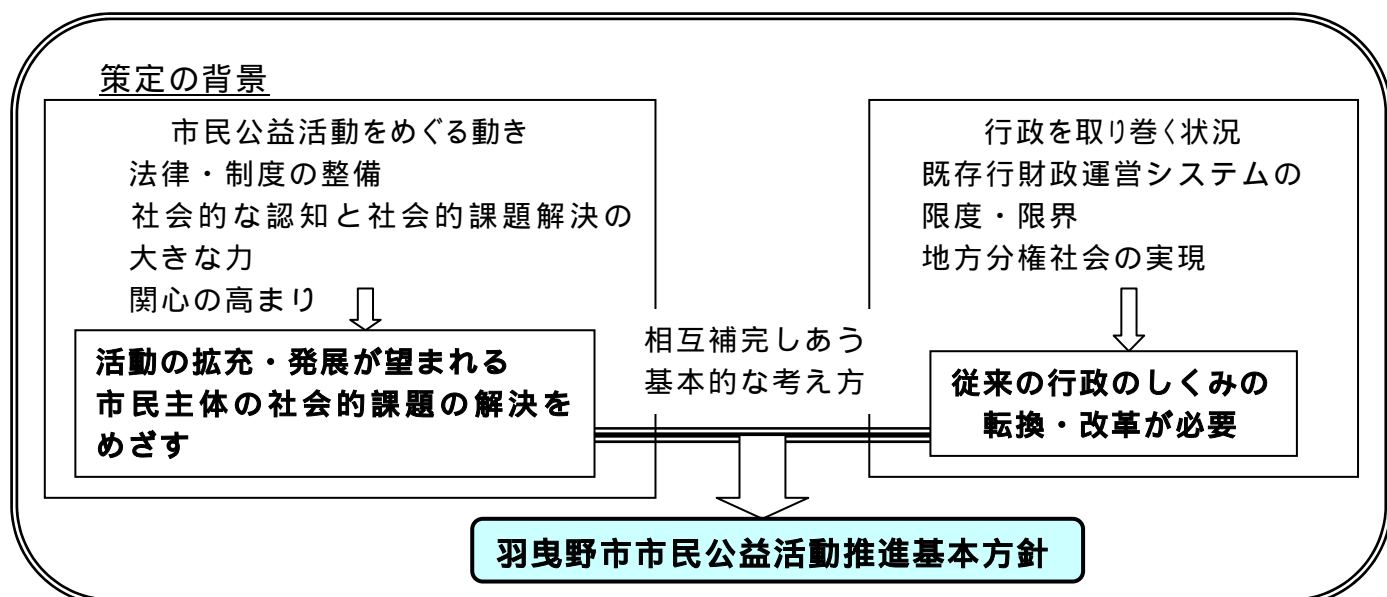 策定の背景
市民公益活動をめぐる動き
法律・制度の整備
社会的な認知と社会的課題解決の
大きな力
関心の高まり
活動の拡充・発展が望まれる
市民主体の社会的課題の解決を
めざす
相互補完しあう
基本的な考え方
行政を取り巻く状況
既存行財政運営システムの
限度・限界
地方分権社会の実現
従来の行政のしくみの
転換・改革が必要
羽曳野市市民公益活動推進基本方針